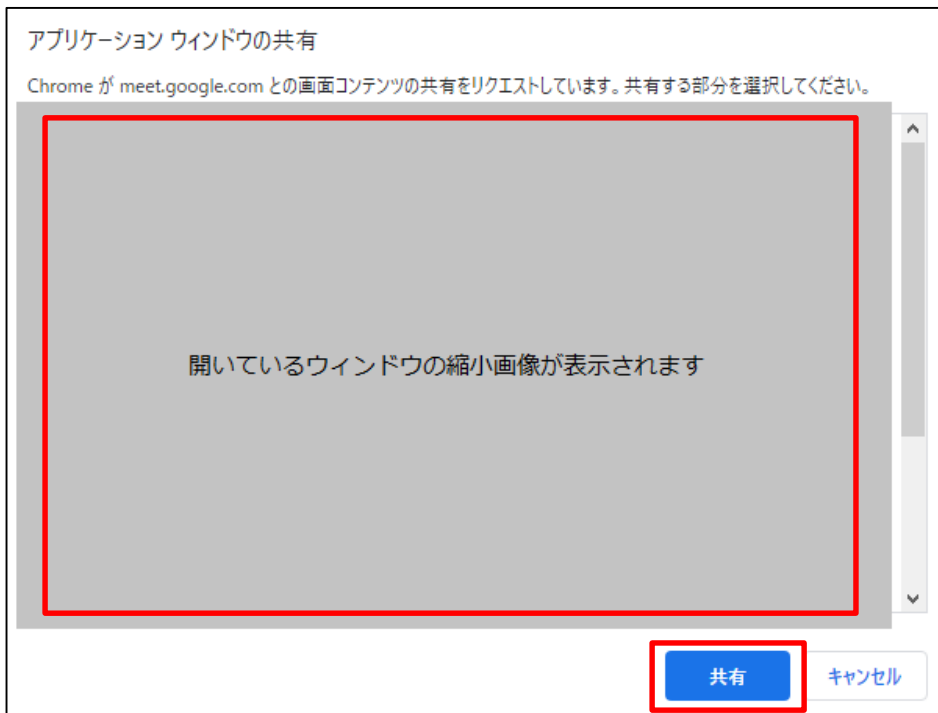 アプリケーション ウィンドウの共有
Chrome が meet.google.com との画面コンテンツの共有をリクエストしています。共有する部分を選択してください。
開いているウィンドウの縮小画像が表示されます
共有
キャンセル